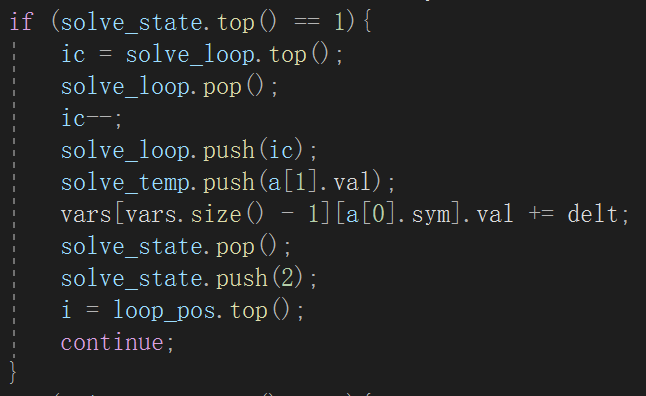 if (solve_state.top() == 1){
    ic = solve_loop.top();
    solve_loop.pop();
    ic--;
    solve_loop.push(ic);
    solve_temp.push(a[1].val);
    vars[vars.size() - 1][a[0].sym].val += delt;
    solve_state.pop();
    solve_state.push(2);
    i = loop_pos.top();
    continue;
}